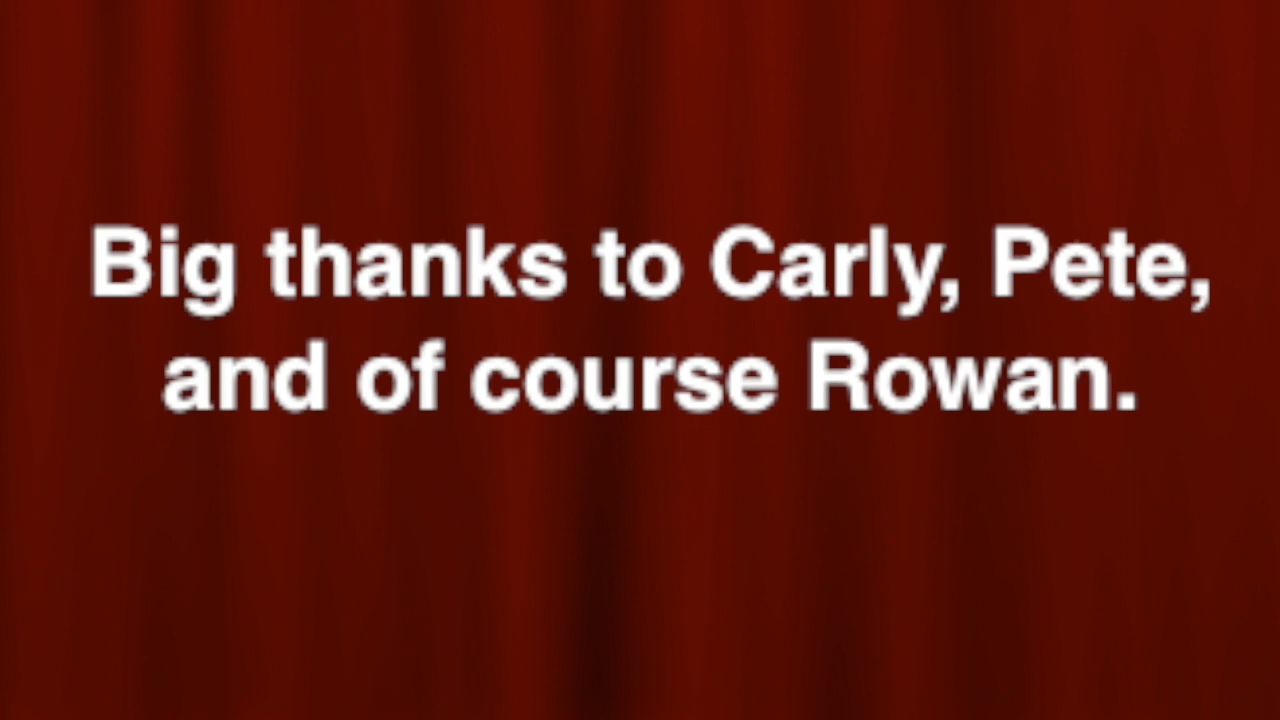 Big thanks to Carly, Pete,
and of course Rowan.